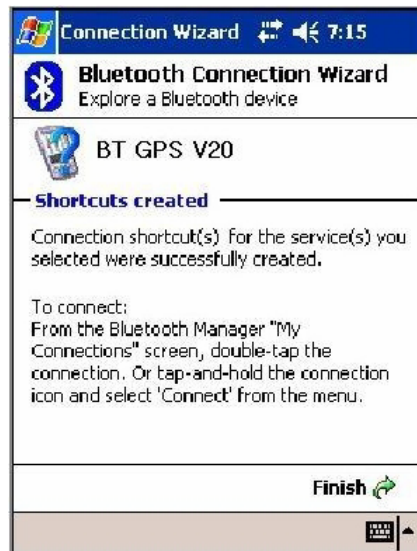 Connection Wizard 7:15
Bluetooth Connection Wizard
Explore a Bluetooth device
BT GPS V20
Shortcuts created
Connection shortcut(s) for the service(s) you
selected were successfully created.
To connect:
From the Bluetooth Manager "My
Connections" screen, double-tap the
connection. Or tap-and-hold the connection
icon and select 'Connect' from the menu.
Finish